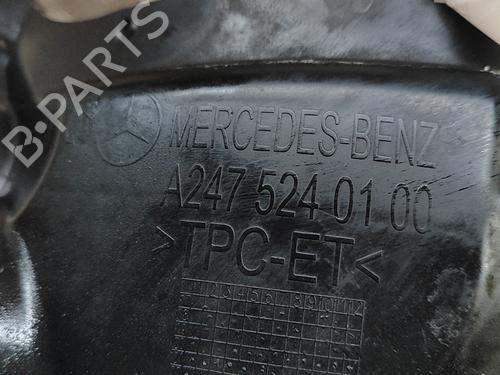 B-PARTS
MERCEDES-BENZ
A247 524 01 00
>TPC-ET<